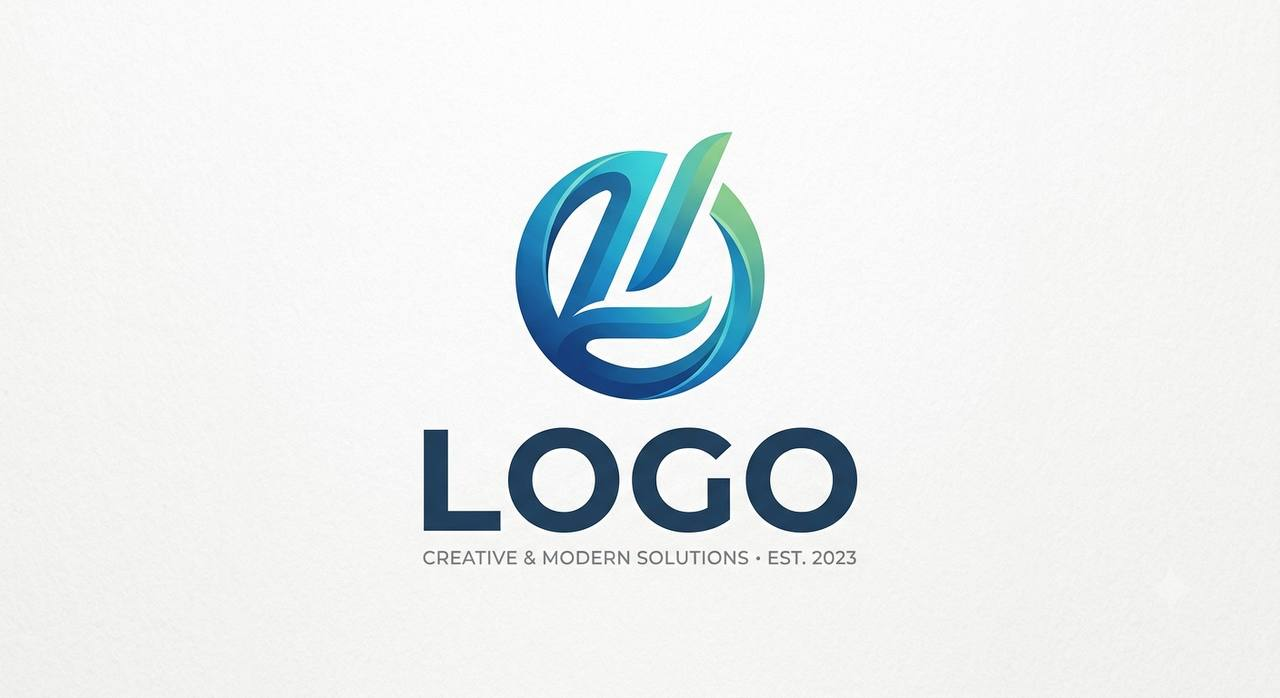 LOGO
CREATIVE & MODERN SOLUTIONS • EST. 2023